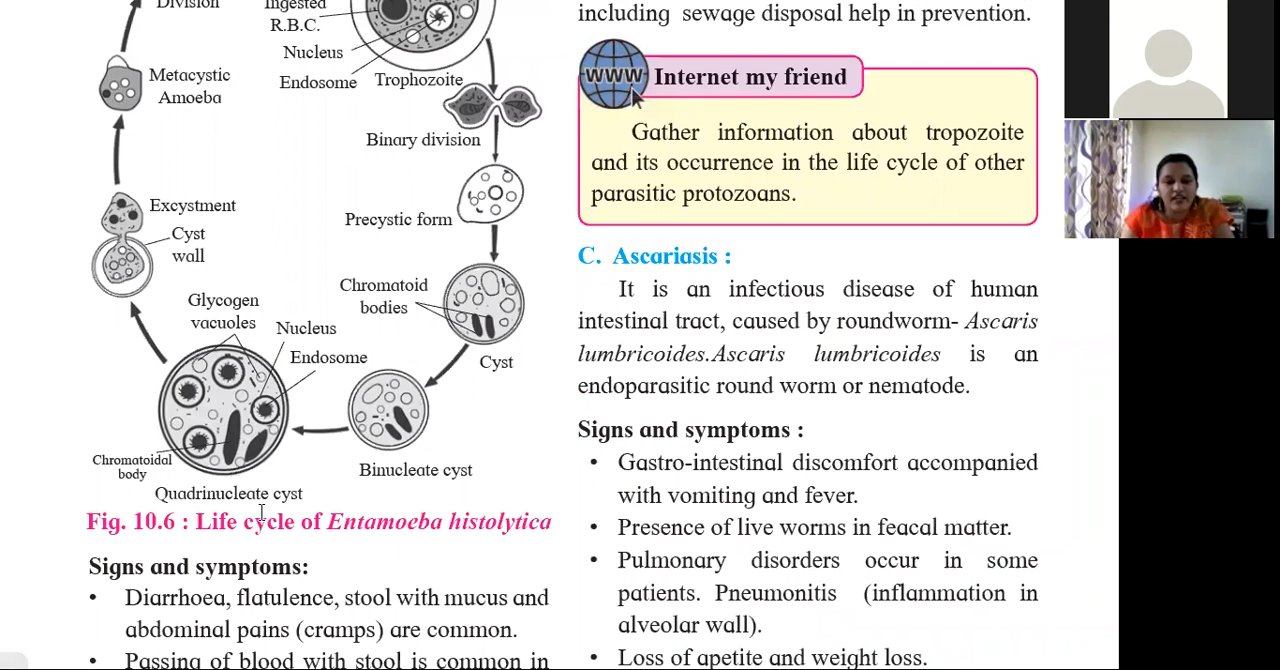 Division
Ingested
R.B.C.
Nucleus
Endosome
Trophozoite
Metacystic
Amoeba
Binary division
Precystic form
Excystment
Cyst
wall
Chromatoid
bodies
Glycogen
vacuoles
Nucleus
Endosome
Cyst
Chromatoidal
body
Binucleate cyst
Quadrinucleate cyst
Fig. 10.6 : Life cycle of Entamoeba histolytica
Signs and symptoms:
• Diarrhoea, flatulence, stool with mucus and
abdominal pains (cramps) are common.
• Passing of blood with stool is common in
including sewage disposal help in prevention.
WWW
Internet my friend
Gather information about tropozoite
and its occurrence in the life cycle of other
parasitic protozoans.
C. Ascariasis :
It is an infectious disease of human
intestinal tract, caused by roundworm- Ascaris
lumbricoides.Ascaris lumbricoides is an
endoparasitic round worm or nematode.
Signs and symptoms :
• Gastro-intestinal discomfort accompanied
with vomiting and fever.
• Presence of live worms in feacal matter.
• Pulmonary disorders occur in some
patients. Pneumonitis (inflammation in
alveolar wall).
• Loss of apetite and weight loss.